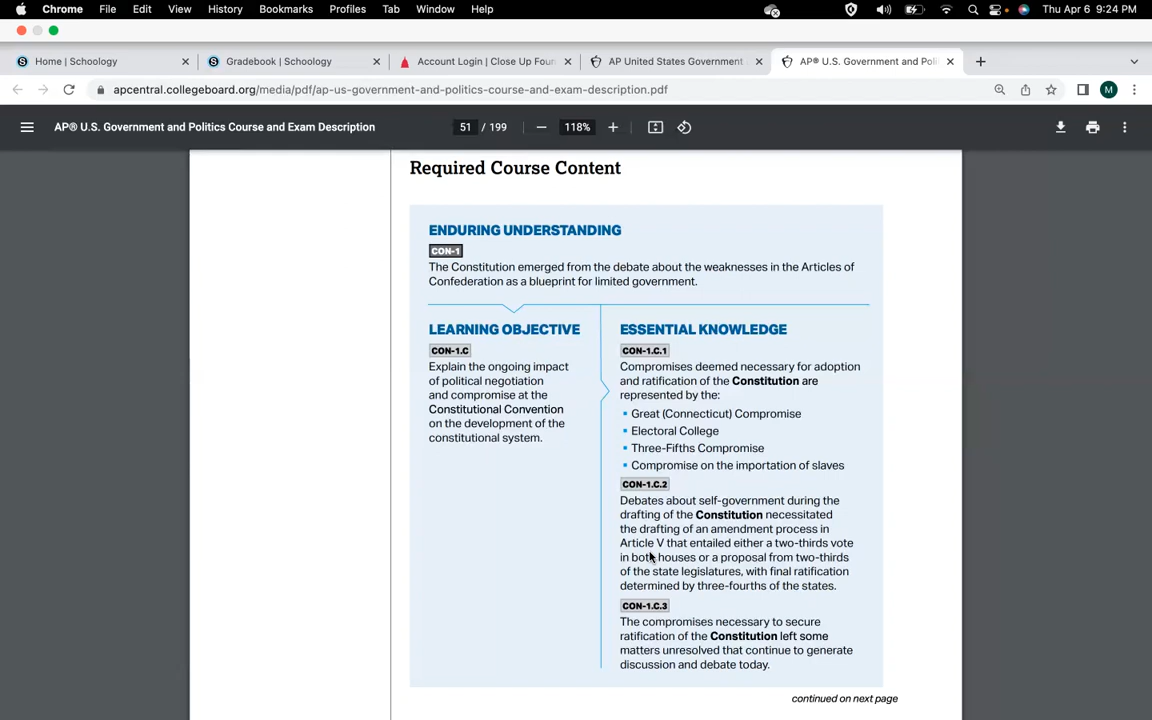 Chrome File Edit View History Bookmarks Profiles Tab Window Help Thu Apr 6 9:24 PM
Home | Schoology Gradebook | Schoology Account Login | Close Up Foun AP United States Government AP® U.S. Government and Poli
apcentral.collegeboard.org/media/pdf/ap-us-government-and-politics-course-and-exam-description.pdf M
AP® U.S. Government and Politics Course and Exam Description 51 / 199 118%
Required Course Content
ENDURING UNDERSTANDING
CON-1
The Constitution emerged from the debate about the weaknesses in the Articles of
Confederation as a blueprint for limited government.
LEARNING OBJECTIVE
CON-1.C
Explain the ongoing impact
of political negotiation
and compromise at the
Constitutional Convention
on the development of the
constitutional system.
ESSENTIAL KNOWLEDGE
CON-1.C.1
Compromises deemed necessary for adoption
and ratification of the Constitution are
represented by the:
▪ Great (Connecticut) Compromise
▪ Electoral College
▪ Three-Fifths Compromise
▪ Compromise on the importation of slaves
CON-1.C.2
Debates about self-government during the
drafting of the Constitution necessitated
the drafting of an amendment process in
Article V that entailed either a two-thirds vote
in both houses or a proposal from two-thirds
of the state legislatures, with final ratification
determined by three-fourths of the states.
CON-1.C.3
The compromises necessary to secure
ratification of the Constitution left some
matters unresolved that continue to generate
discussion and debate today.
continued on next page